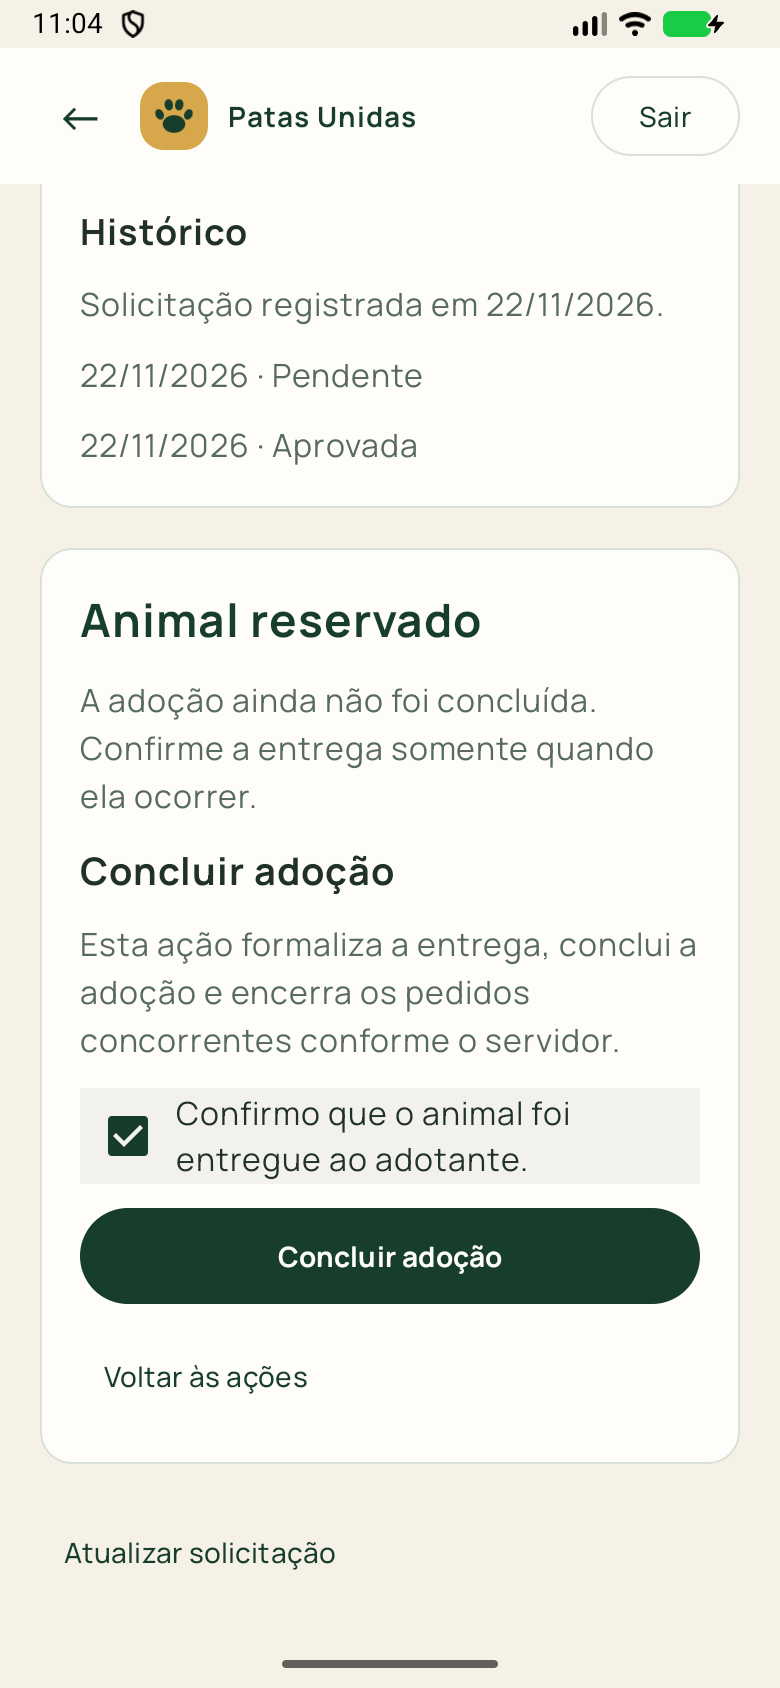 11:04
Patas Unidas
Sair
Histórico
Solicitação registrada em 22/11/2026.
22/11/2026 · Pendente
22/11/2026 · Aprovada
Animal reservado
A adoção ainda não foi concluída.
Confirme a entrega somente quando
ela ocorrer.
Concluir adoção
Esta ação formaliza a entrega, conclui a
adoção e encerra os pedidos
concorrentes conforme o servidor.
Confirmo que o animal foi
entregue ao adotante.
Concluir adoção
Voltar às ações
Atualizar solicitação